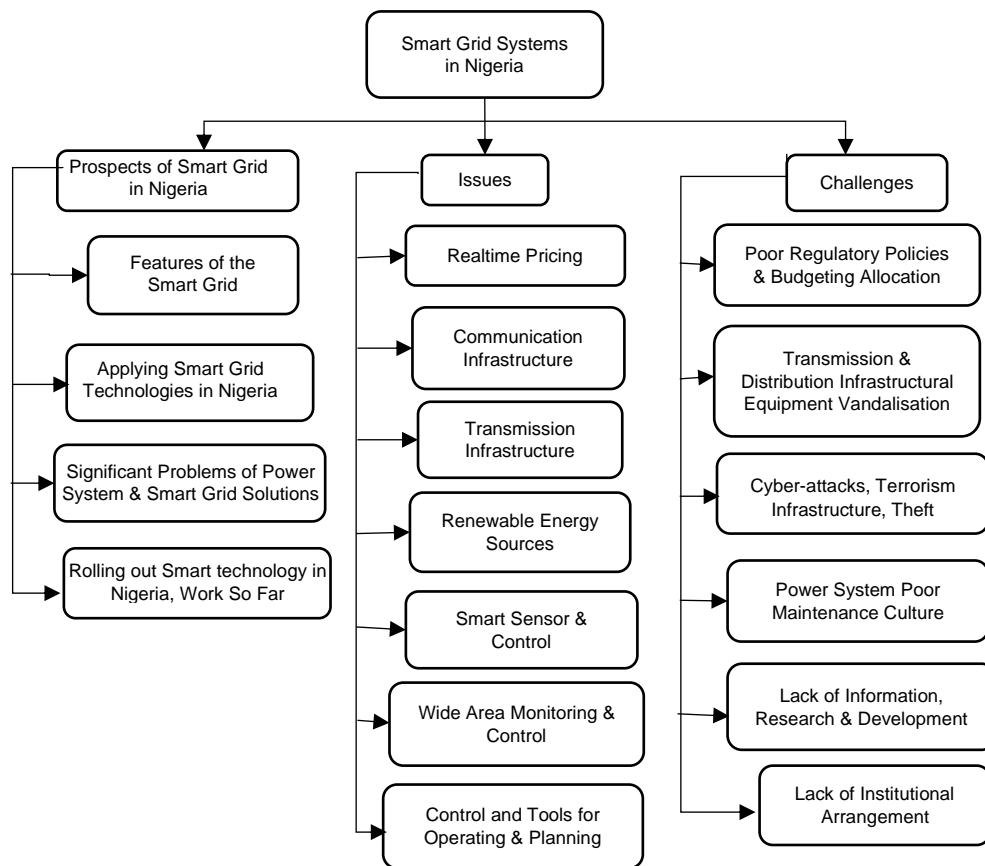 Smart Grid Systems
in Nigeria
Prospects of Smart Grid
in Nigeria
Features of the
Smart Grid
Applying Smart Grid
Technologies in Nigeria
Significant Problems of Power
System & Smart Grid Solutions
Rolling out Smart technology in
Nigeria, Work So Far
Issues
Realtime Pricing
Communication
Infrastructure
Transmission
Infrastructure
Renewable Energy
Sources
Smart Sensor
& Control
Wide Area Monitoring &
Control
Control and Tools for
Operating & Planning
Challenges
Poor Regulatory Policies
& Budgeting Allocation
Transmission &
Distribution Infrastructural
Equipment Vandalisation
Cyber-attacks, Terrorism
Infrastructure, Theft
Power System Poor
Maintenance Culture
Lack of Information,
Research & Development
Lack of Institutional
Arrangement